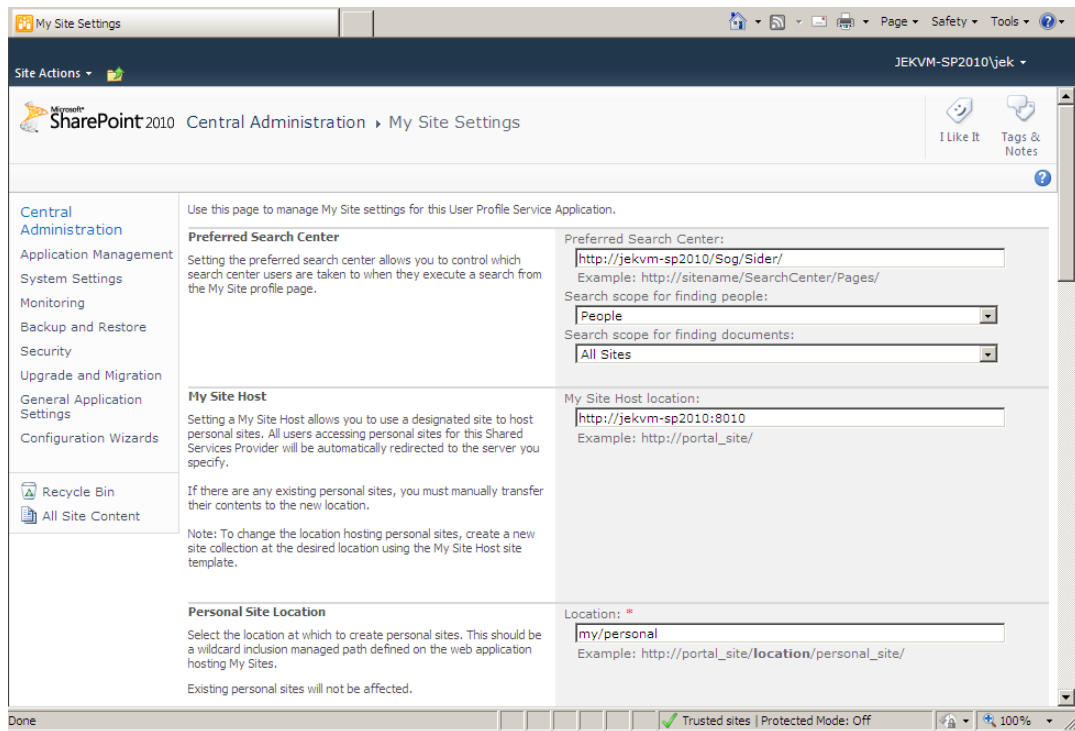 My Site Settings
Page Safety Tools
JEKVM-SP2010\jek
Site Actions
Microsoft
SharePoint 2010 Central Administration My Site Settings
I Like It
Tags &
Notes
Central
Administration
Application Management
System Settings
Monitoring
Backup and Restore
Security
Upgrade and Migration
General Application
Settings
Configuration Wizards
Recycle Bin
All Site Content
Use this page to manage My Site settings for this User Profile Service Application.
Preferred Search Center
Setting the preferred search center allows you to control which
search center users are taken to when they execute a search from
the My Site profile page.
Preferred Search Center:
http://jekvm-sp2010/Sog/Sider/
Example: http://sitename/SearchCenter/Pages/
Search scope for finding people:
People
Search scope for finding documents:
All Sites
My Site Host
Setting a My Site Host allows you to use a designated site to host
personal sites. All users accessing personal sites for this Shared
Services Provider will be automatically redirected to the server you
specify.
If there are any existing personal sites, you must manually transfer
their contents to the new location.
Note: To change the location hosting personal sites, create a new
site collection at the desired location using the My Site Host site
template.
My Site Host location:
http://jekvm-sp2010:8010
Example: http://portal_site/
Personal Site Location
Select the location at which to create personal sites. This should be
a wildcard inclusion managed path defined on the web application
hosting My Sites.
Existing personal sites will not be affected.
Location: *
my/personal
Example: http://portal_site/location/personal_site/
Done
Trusted sites | Protected Mode: Off
100%